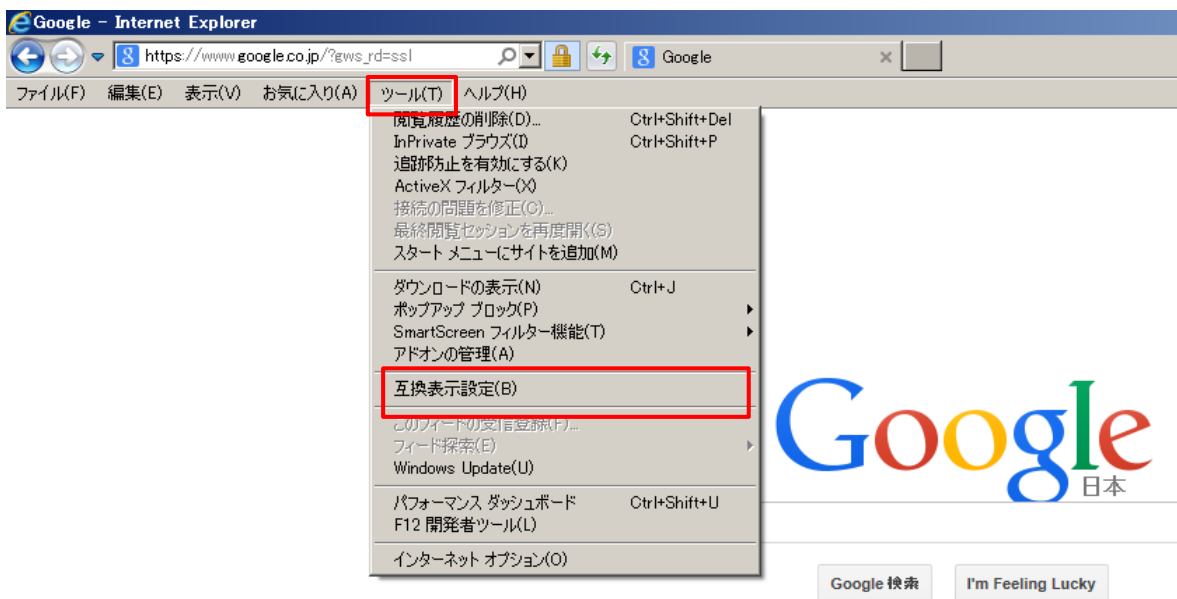 Google - Internet Explorer
https://www.google.co.jp/?gws_rd=ssl
Google
ファイル(F) 編集(E) 表示(V) お気に入り(A) ツール(T) ヘルプ(H)
閲覧履歴の削除(D)... Ctrl+Shift+Del
InPrivate ブラウズ(I) Ctrl+Shift+P
追跡防止を有効にする(K)
ActiveX フィルター(X)
接続の問題を修正(C)...
最終閲覧セッションを再度開く(S)
スタート メニューにサイトを追加(M)
ダウンロードの表示(N) Ctrl+J
ポップアップ ブロック(P)
SmartScreen フィルター機能(T)
アドオンの管理(A)
互換表示設定(B)
このフィードの受信登録(F)...
フィード探索(E)
Windows Update(U)
パフォーマンス ダッシュボード Ctrl+Shift+U
F12 開発者ツール(L)
インターネット オプション(O)
Google
日本
Google 検索 I'm Feeling Lucky